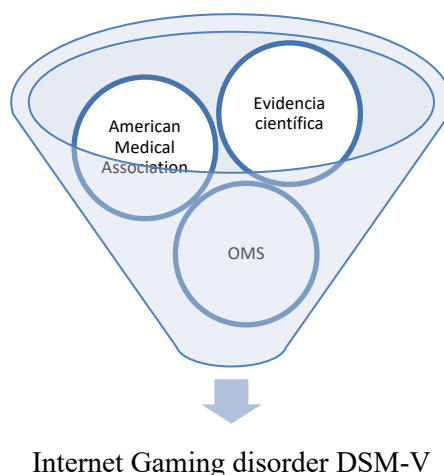 Evidencia
científica
American
Medical
Association
OMS
Internet Gaming disorder DSM-V